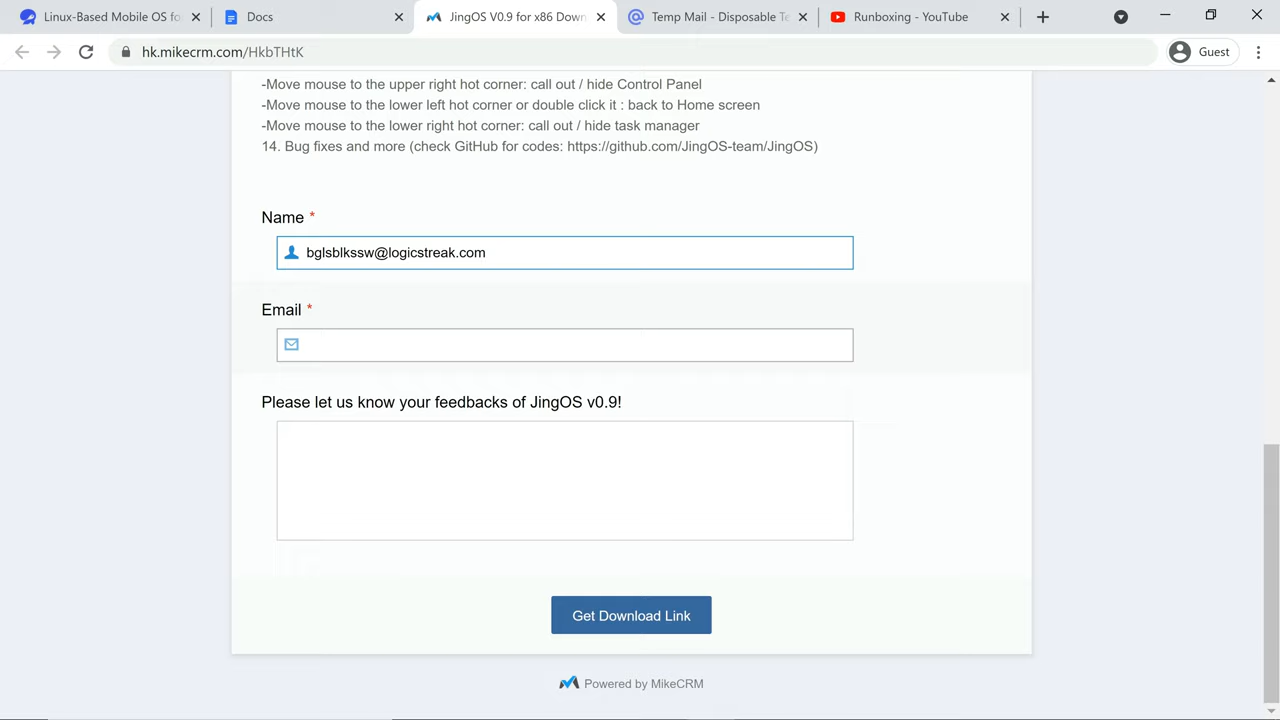 Linux-Based Mobile OS fo
Docs
JingOS V0.9 for x86 Down
Temp Mail - Disposable Te
Runboxing - YouTube
hk.mikecrm.com/HkbTHtK
Guest
-Move mouse to the upper right hot corner: call out / hide Control Panel
-Move mouse to the lower left hot corner or double click it : back to Home screen
-Move mouse to the lower right hot corner: call out / hide task manager
14. Bug fixes and more (check GitHub for codes: https://github.com/JingOS-team/JingOS)
Name *
bglsblkssw@logicstreak.com
Email *
Please let us know your feedbacks of JingOS v0.9!
Get Download Link
Powered by MikeCRM